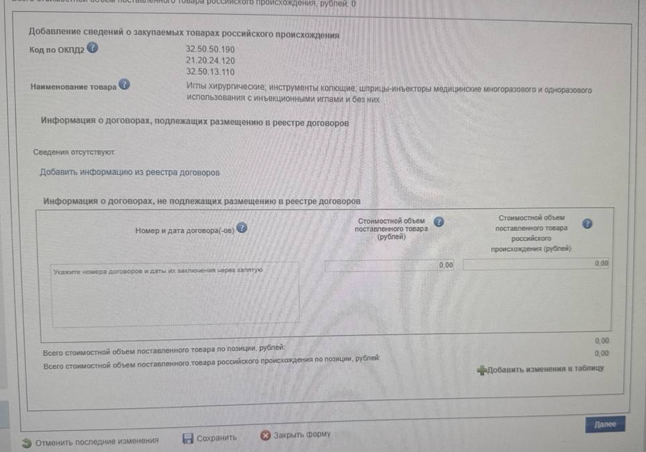 Всего стоимостной объем поставленного товара российского происхождения, рублей: 0
Добавление сведений о закупаемых товарах российского происхождения
Код по ОКПД2
32.50.50.190
21.20.24.120
32.50.13.110
Наименование товара
Иглы хирургические; инструменты колющие; шприцы-инъекторы медицинские многоразового и одноразового
использования с инъекционными иглами и без них
Информация о договорах, подлежащих размещению в реестре договоров
Сведения отсутствуют.
Добавить информацию из реестра договоров
Информация о договорах, не подлежащих размещению в реестре договоров
Номер и дата договора(-ов)
Стоимостной объем
поставленного товара
(рублей)
Стоимостной объем
поставленного товара
российского
происхождения (рублей)
Укажите номера договоров и даты их заключения через запятую
0,00
0,00
Всего стоимостной объем поставленного товара по позиции, рублей:
0,00
Всего стоимостной объем поставленного товара российского происхождения по позиции, рублей:
0,00
Добавить изменения в таблицу
Далее
Отменить последние изменения
Сохранить
Закрыть форму